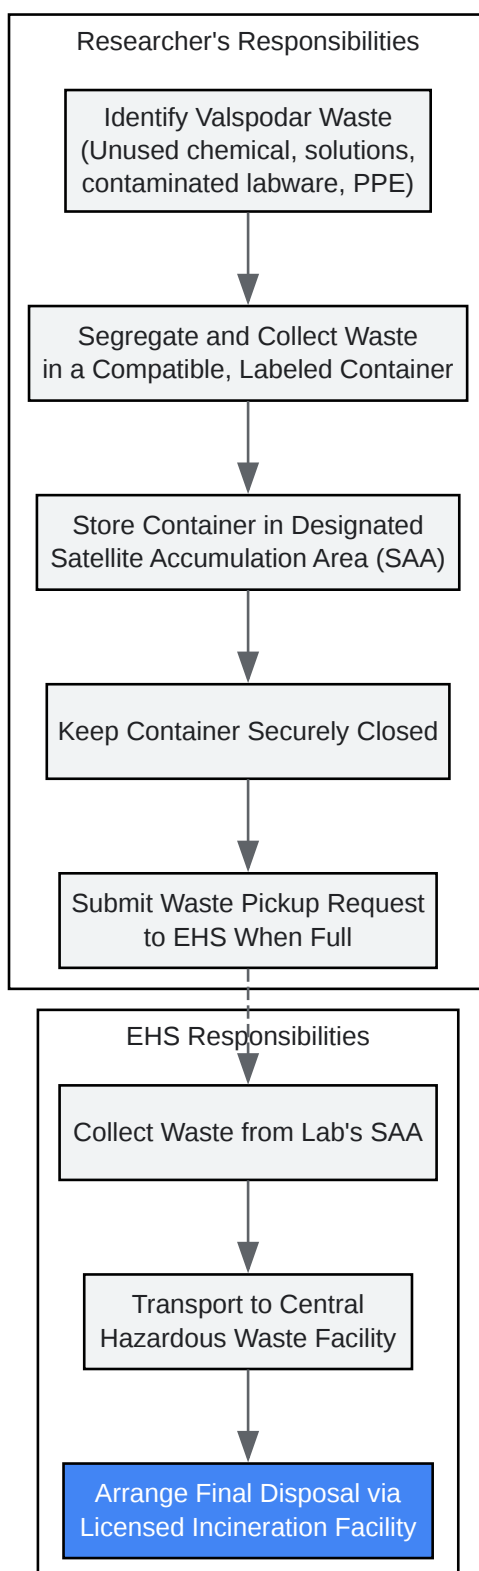 Researcher's Responsibilities
Identify Valspodar Waste
(Unused chemical, solutions,
contaminated labware, PPE)
Segregate and Collect Waste
in a Compatible, Labeled Container
Store Container in Designated
Satellite Accumulation Area (SAA)
Keep Container Securely Closed
Submit Waste Pickup Request
to EHS When Full
EHS Responsibilities
Collect Waste from Lab's SAA
Transport to Central
Hazardous Waste Facility
Arrange Final Disposal via
Licensed Incineration Facility